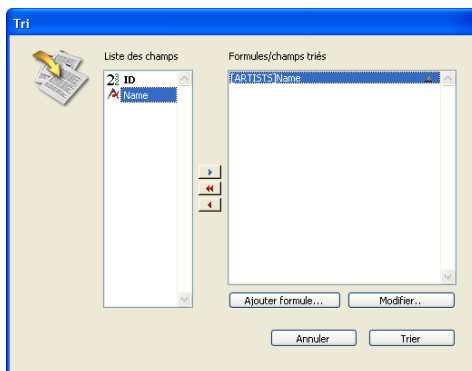 Tri
Liste des champs
Formules/champs triés
ID
Name
[ARTISTS]Name
Ajouter formule...
Modifier..
Annuler
Trier